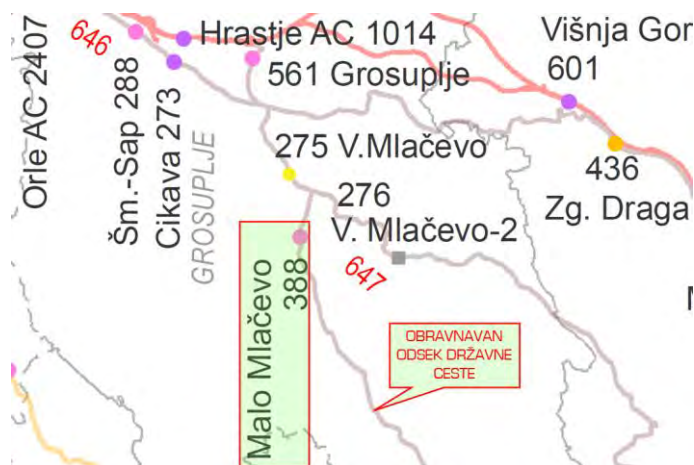 646
Hrastje AC 1014
Višnja Gor
601
561 Grosuplje
Orle AC 2407
Šm.-Sap 288
Cikava 273
GROSUPLJE
275 V.Mlačevo
276
V. Mlačevo-2
436
Zg. Draga
647
Malo Mlačevo
388
OBRAVNAVAN
ODSEK DRŽAVNE
CESTE